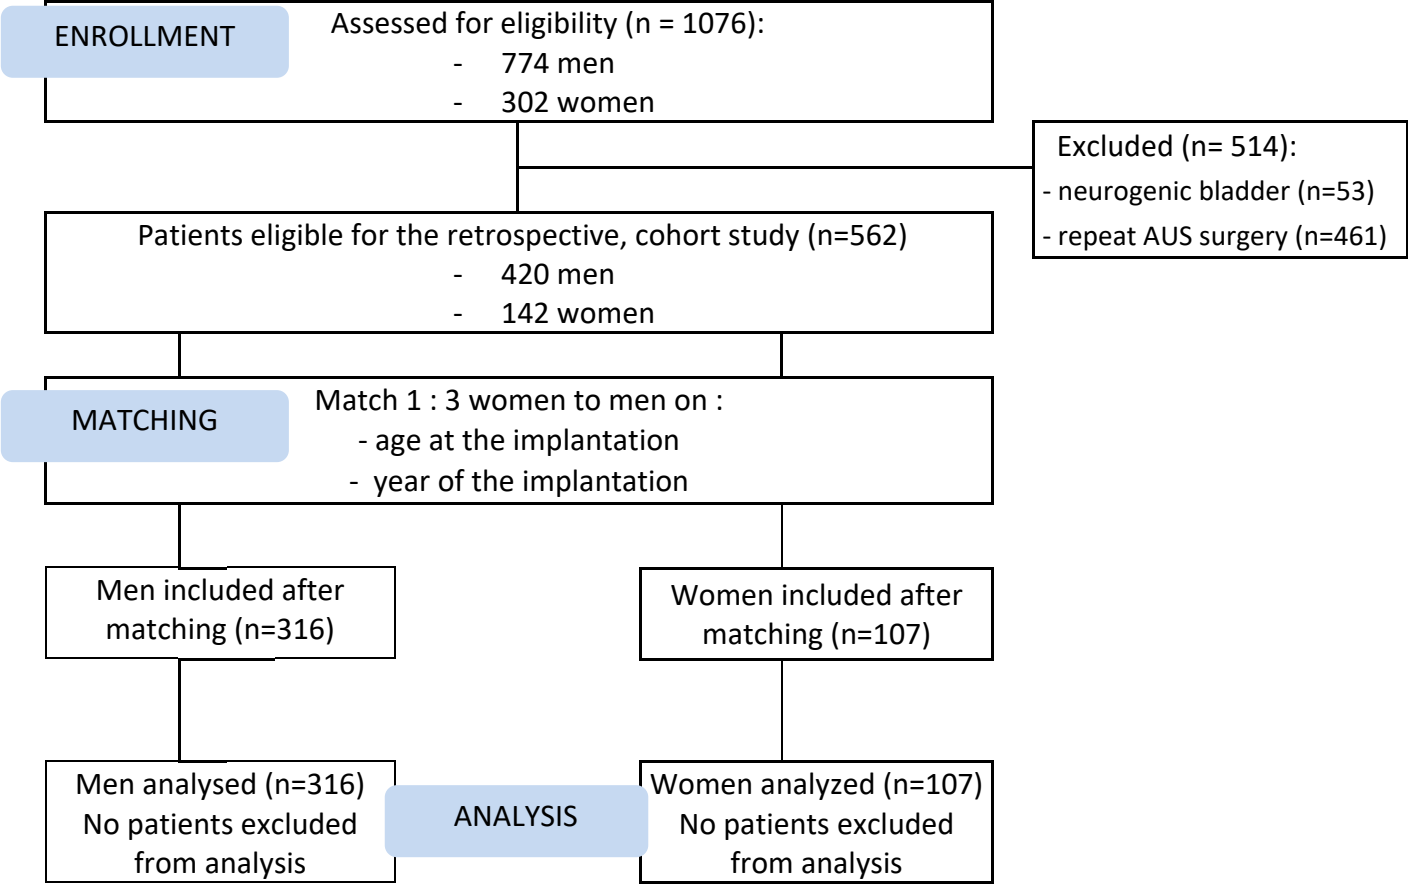 ENROLLMENT
Assessed for eligibility (n = 1076):
- 774 men
- 302 women
Excluded (n= 514):
- neurogenic bladder (n=53)
- repeat AUS surgery (n=461)
Patients eligible for the retrospective, cohort study (n=562)
- 420 men
- 142 women
MATCHING
Match 1 : 3 women to men on :
- age at the implantation
- year of the implantation
Men included after
matching (n=316)
Women included after
matching (n=107)
Men analysed (n=316)
No patients excluded
from analysis
ANALYSIS
Women analyzed (n=107)
No patients excluded
from analysis